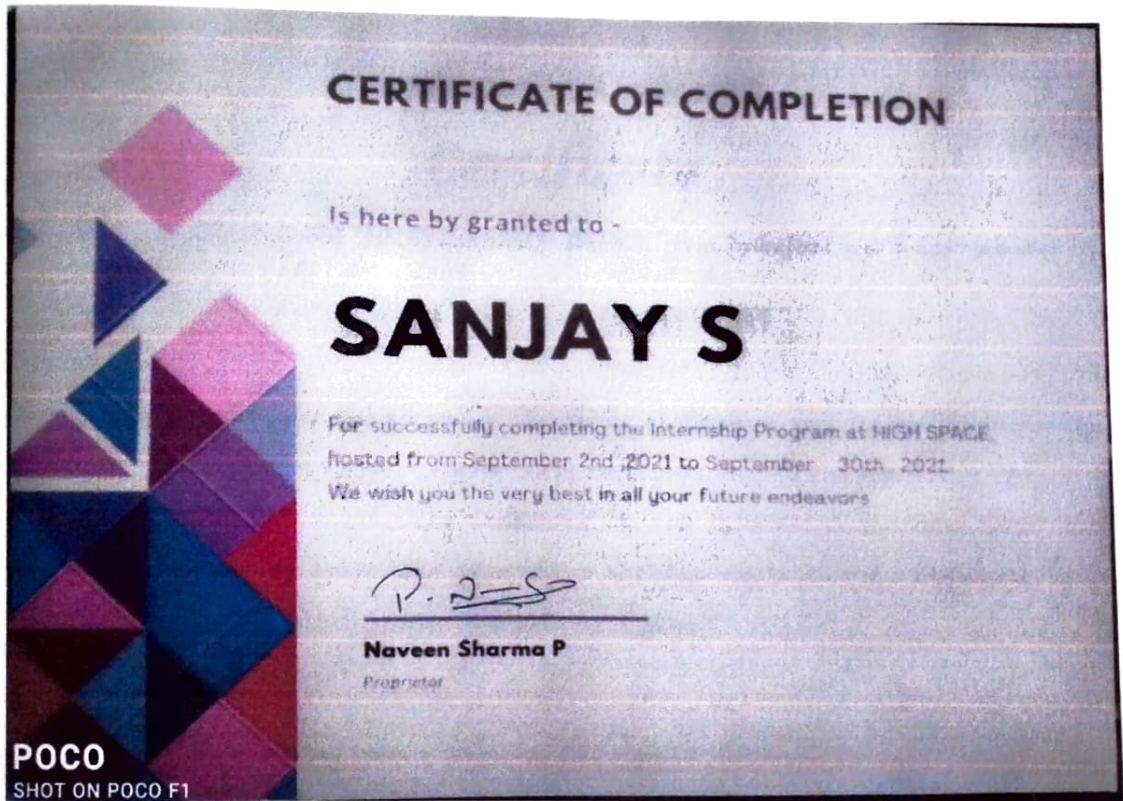 CERTIFICATE OF COMPLETION
Is here by granted to -
SANJAY S
For successfully completing the Internship Program at HIGH SPACE
hosted from September 2nd ,2021 to September 30th 2021
We wish you the very best in all your future endeavors
P.
Naveen Sharma P
Proprietor
POCO
SHOT ON POCO F1